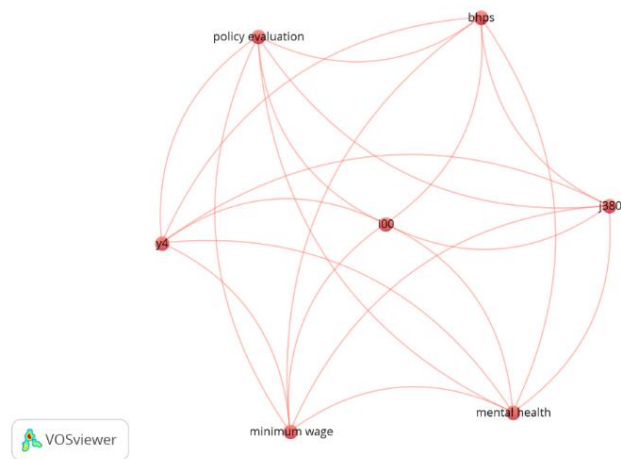 bhps
policy evaluation
j380
i00
y4
mental health
minimum wage
VOSviewer